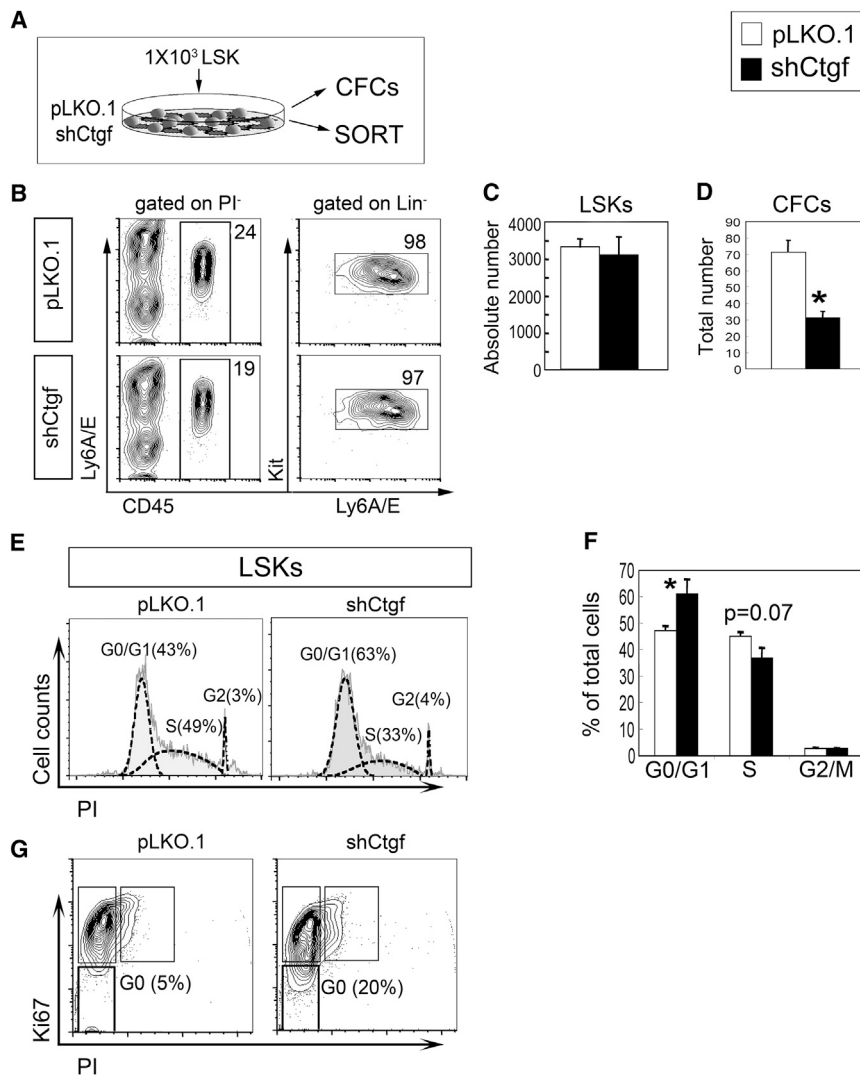 A
1X10³ LSK
pLKO.1
shCtgf
CFCs
SORT
pLKO.1
shCtgf
B
gated on PI-
gated on Lin-
pLKO.1
24
98
shCtgf
19
97
Ly6A/E
Kit
CD45
Ly6A/E
C
LSKs
Absolute number
4000
3000
2000
1000
0
D
CFCs
Total number
90
80
70
60
50
40
30
20
10
0
*
E
LSKs
pLKO.1
shCtgf
Cell counts
G0/G1(43%)
S(49%)
G2(3%)
G0/G1(63%)
S(33%)
G2(4%)
PI
F
% of total cells
70
60
50
40
30
20
10
0
*
p=0.07
G0/G1
S
G2/M
G
pLKO.1
shCtgf
Ki67
G0 (5%)
G0 (20%)
PI